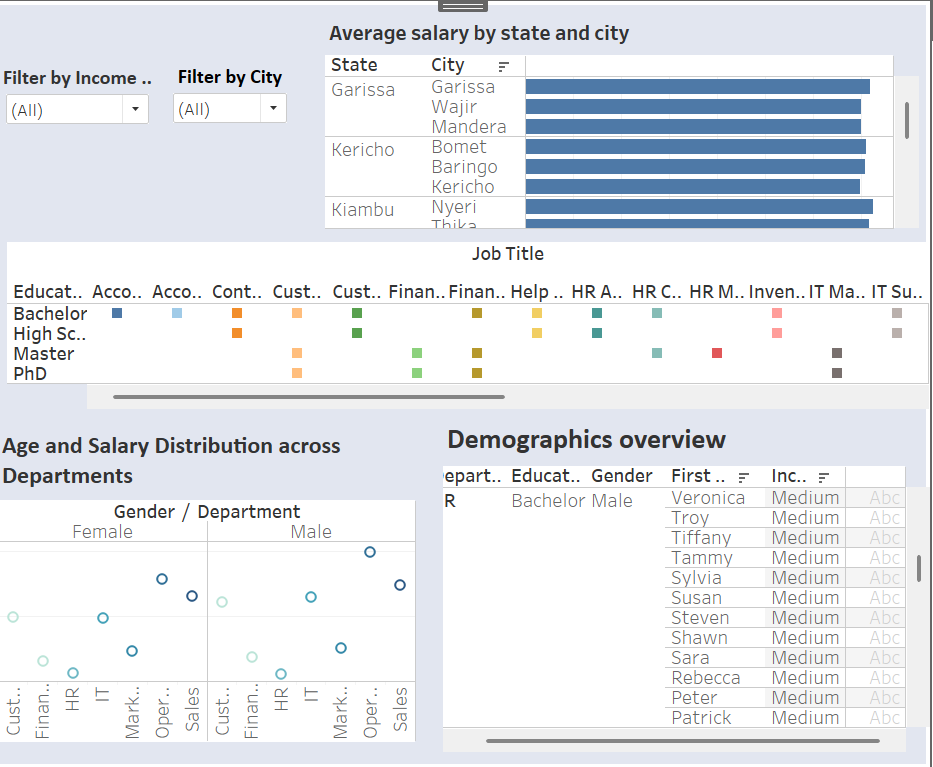 Average salary by state and city
Filter by Income ..
Filter by City
(All)
(All)
State City
Garissa Garissa
Wajir
Mandera
Kericho Bomet
Baringo
Kericho
Kiambu Nyeri
Thika
Job Title
Educat.. Acco.. Acco.. Cont.. Cust.. Cust.. Finan.. Finan.. Help .. HR A.. HR C.. HR M.. Inven.. IT Ma.. IT Su..
Bachelor
High Sc..
Master
PhD
Age and Salary Distribution across
Departments
Gender / Department
Female Male
Cust.. Finan.. HR IT Mark.. Oper.. Sales Cust.. Finan.. HR IT Mark.. Oper.. Sales
Demographics overview
epart.. Educat.. Gender First .. Inc..
R Bachelor Male Veronica Medium Abc
Troy Medium Abc
Tiffany Medium Abc
Tammy Medium Abc
Sylvia Medium Abc
Susan Medium Abc
Steven Medium Abc
Shawn Medium Abc
Sara Medium Abc
Rebecca Medium Abc
Peter Medium Abc
Patrick Medium Abc